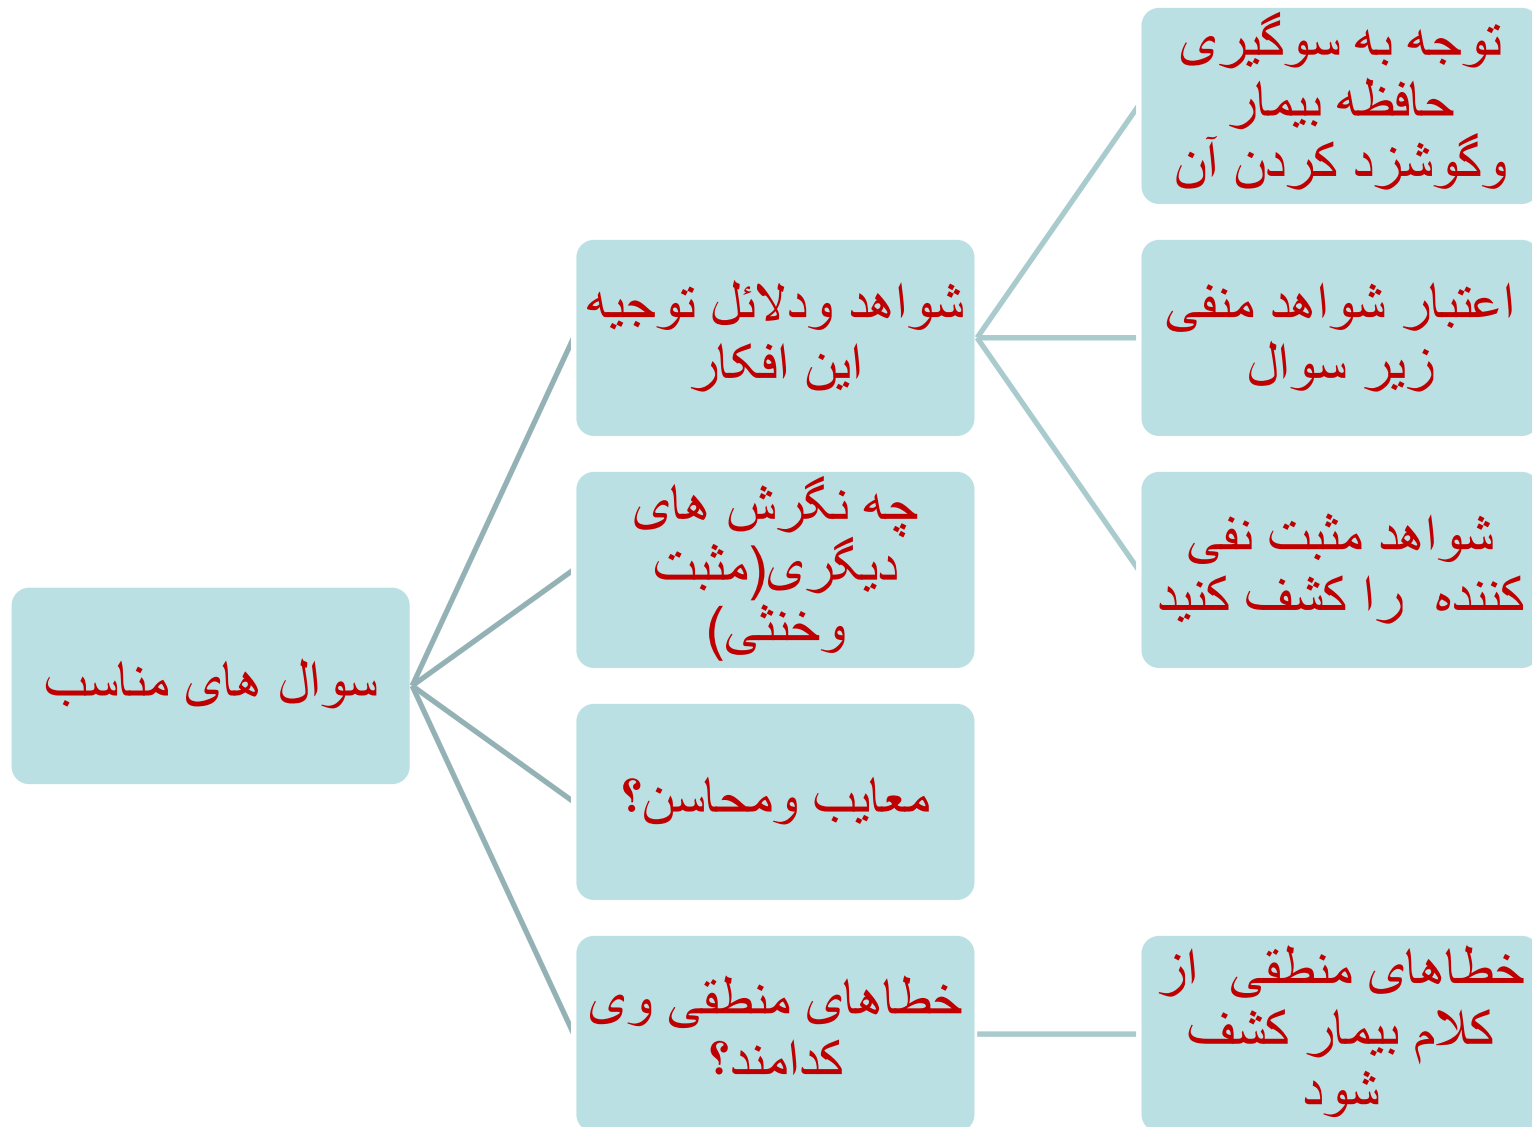 سوال های مناسب
شواهد ودلائل توجیه
این افکار
توجه به سوگیری
حافظه بیمار
وگوشزد کردن آن
اعتبار شواهد منفی
زیر سوال
شواهد مثبت نفی
کننده را کشف کنید
چه نگرش های
دیگری(مثبت
وخنثی)
معایب ومحاسن؟
خطاهای منطقی وی
کدامند؟
خطاهای منطقی از
کلام بیمار کشف
شود